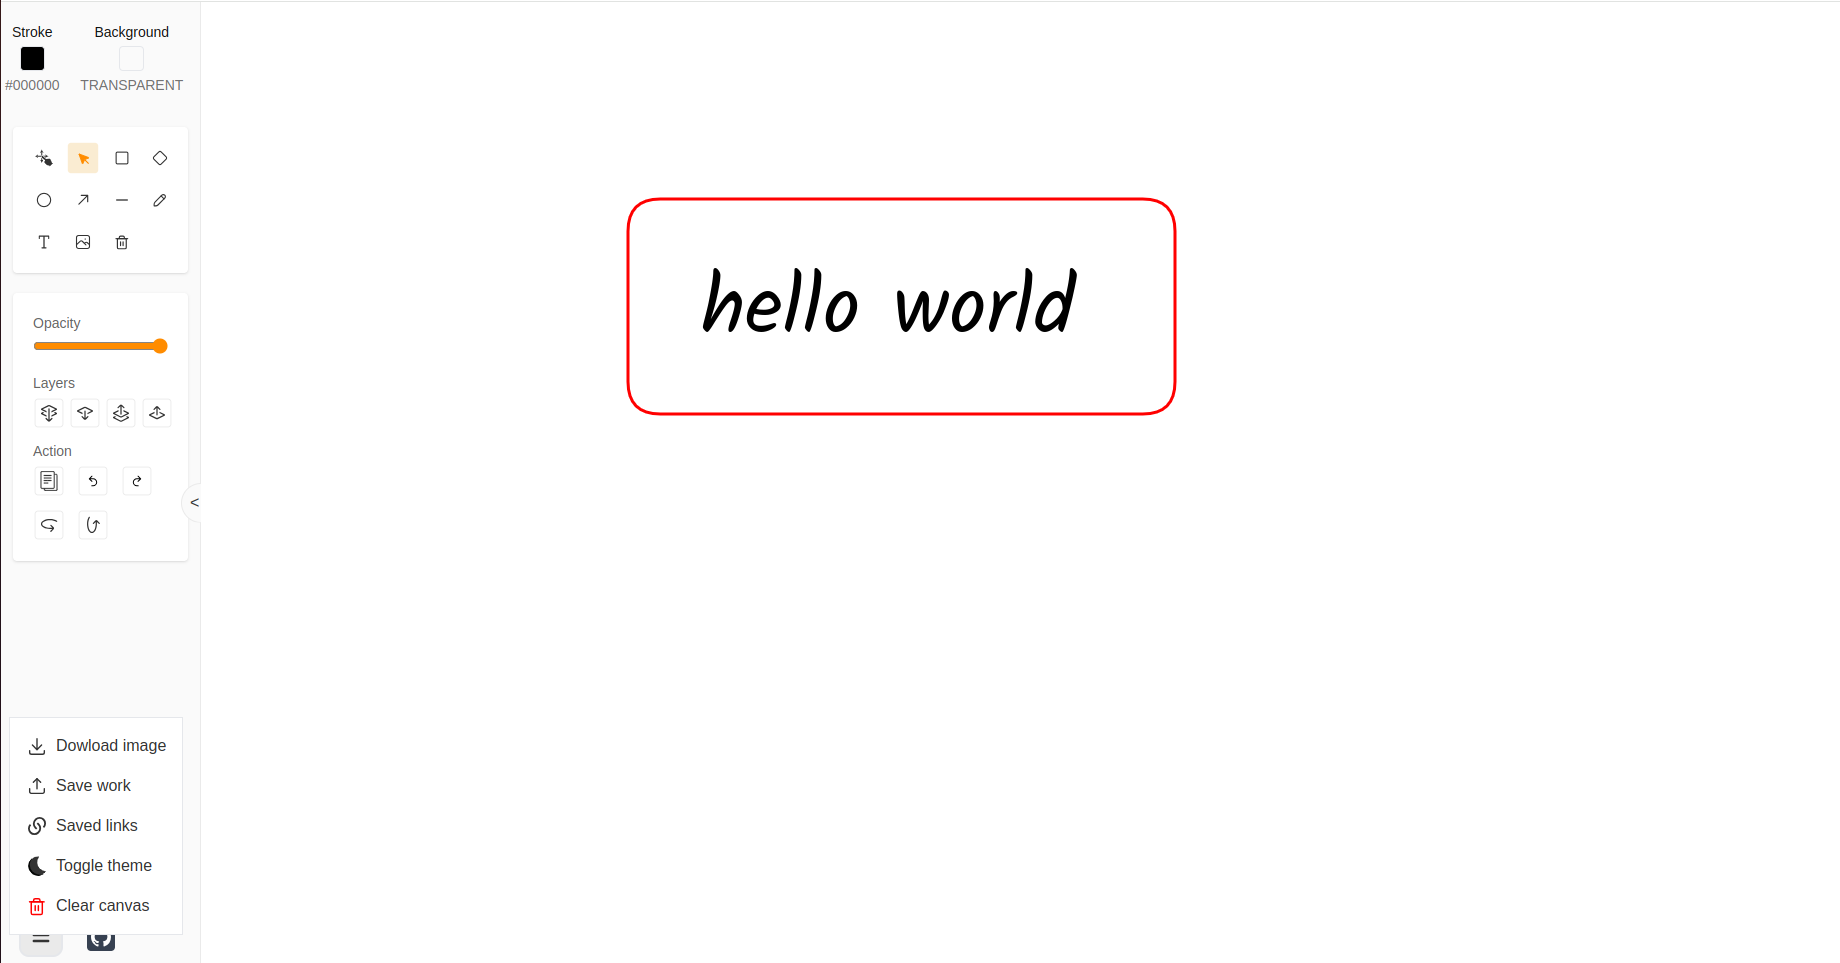 Stroke Background
#000000 TRANSPARENT
Opacity
Layers
Action
<
Dowload image
Save work
Saved links
Toggle theme
Clear canvas
hello world